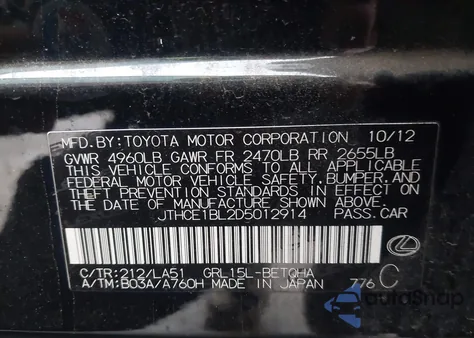 MFD.BY:TOYOTA MOTOR CORPORATION 10/12
GVWR 4960LB GAWR FR 2470LB RR 2655LB
THIS VEHICLE CONFORMS TO ALL APPLICABLE
FEDERAL MOTOR VEHICLE SAFETY,BUMPER,AND
THEFT PREVENTION STANDARDS IN EFFECT ON
THE DATE OF MANUFACTURE SHOWN ABOVE.
JTHCE1BL2D5012914 PASS.CAR
C/TR:212/LA51 GRL15L-BETQHA
A/TM:B03A/A760H MADE IN JAPAN 776 C
AutoSnap
Powered by